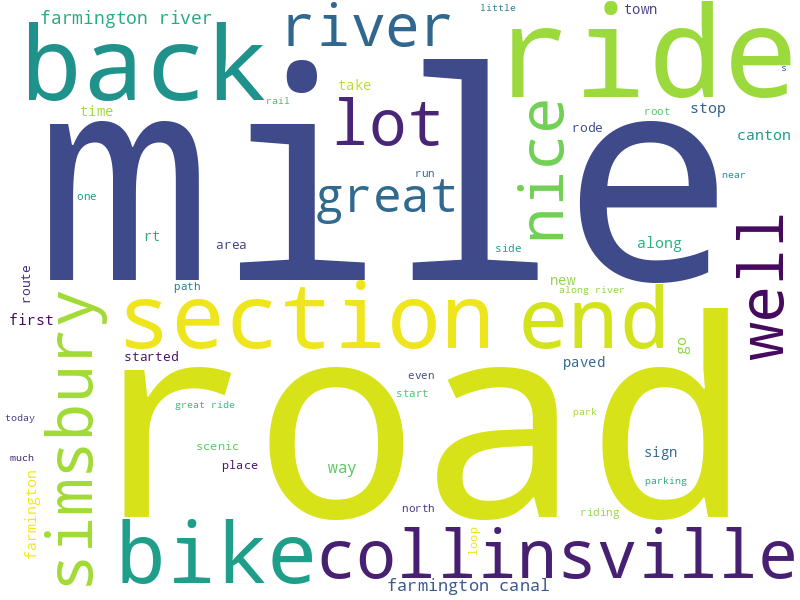 little
town
farmington river
river
ride
back
mile
s
take
rail
time
lot
nice
root
stop
rode
canton
run
near
great
one
well
rt
area
side
along
route
path
new
along river
section
end
simsbury
first
road
go
started
paved
even
start
great ride
park
today
scenic
way
sign
much
place
farmington
parking
north
riding
bike
loop
collinsville
farmington canal